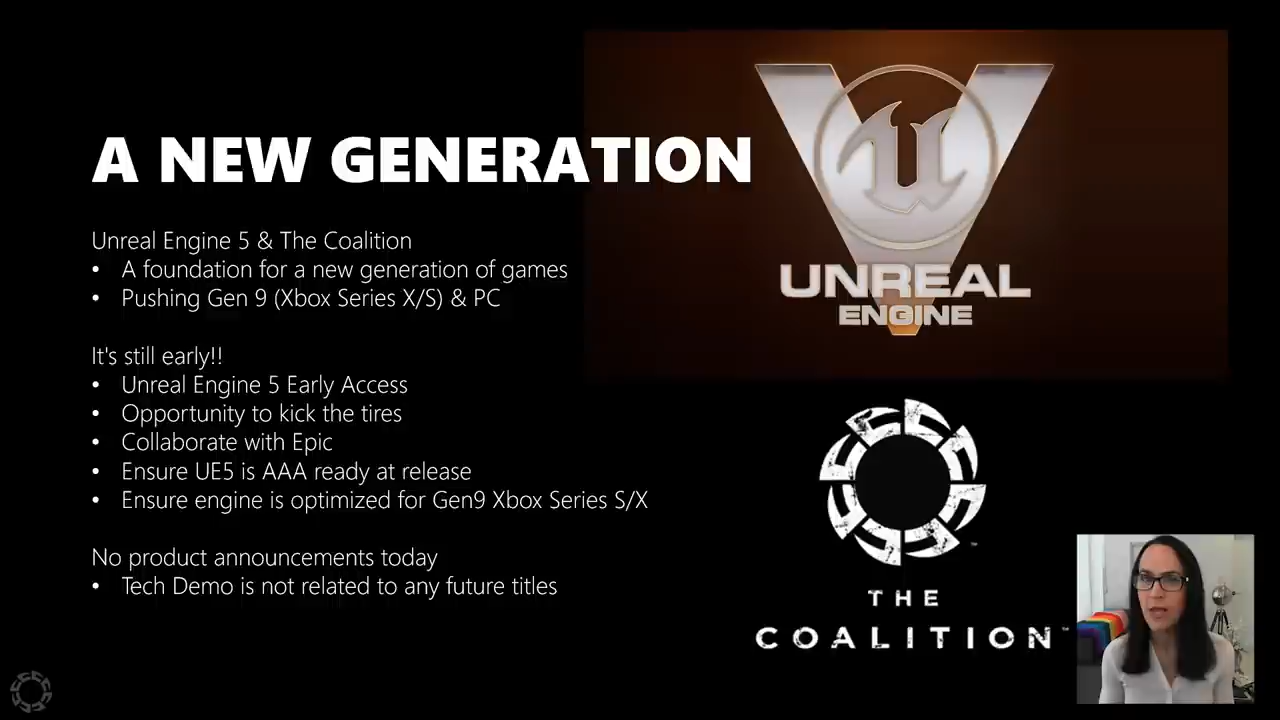 A NEW GENERATION
Unreal Engine 5 & The Coalition
• A foundation for a new generation of games
• Pushing Gen 9 (Xbox Series X/S) & PC
It's still early!!
• Unreal Engine 5 Early Access
• Opportunity to kick the tires
• Collaborate with Epic
• Ensure UE5 is AAA ready at release
• Ensure engine is optimized for Gen9 Xbox Series S/X
No product announcements today
• Tech Demo is not related to any future titles
UNREAL
ENGINE
THE
COALITION™